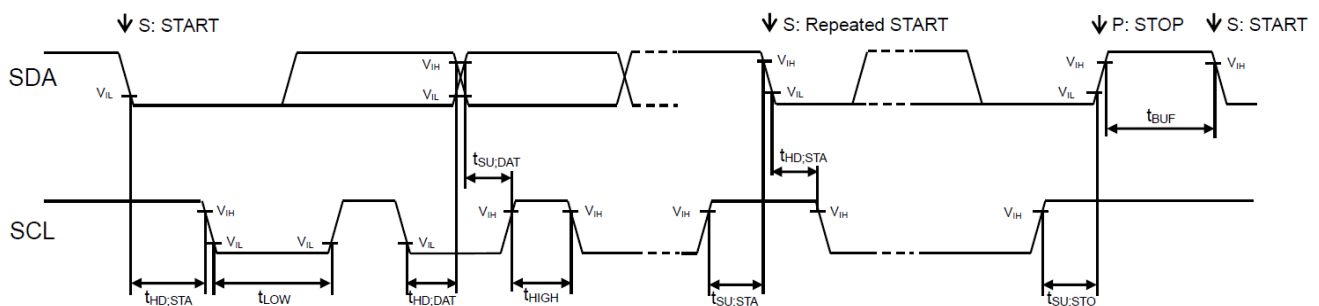 S: START S: Repeated START P: STOP S: START
SDA
VIH VIH VIH VIH
VIL VIL VIL VIL
tBUF
tSU;DAT tHD;STA
SCL
VIH VIH VIH VIH VIH VIH
VIL VIL VIL
tHD;STA tLOW tHD;DAT tHIGH tSU:STA tSU:STO